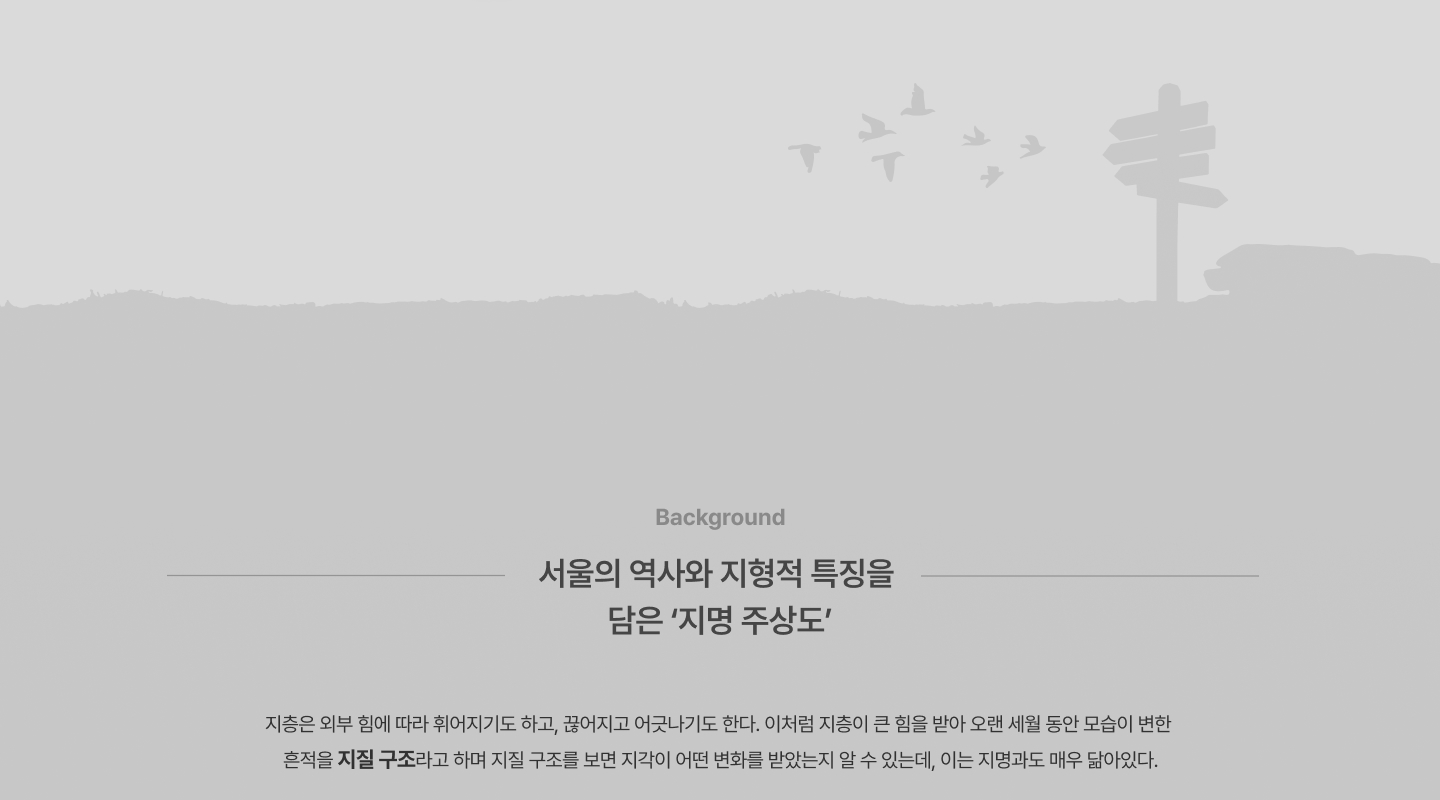 Background
서울의 역사와 지형적 특징을
담은 ‘지명 주상도’
지층은 외부 힘에 따라 휘어지기도 하고, 끊어지고 어긋나기도 한다. 이처럼 지층이 큰 힘을 받아 오랜 세월 동안 모습이 변한
흔적을 지질 구조라고 하며 지질 구조를 보면 지각이 어떤 변화를 받았는지 알 수 있는데, 이는 지명과도 매우 닮아있다.